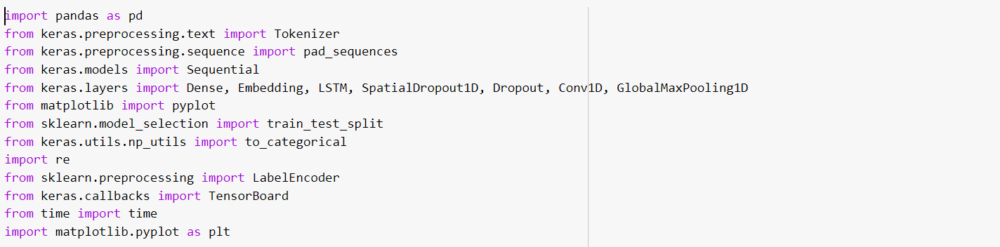 import pandas as pd
from keras.preprocessing.text import Tokenizer
from keras.preprocessing.sequence import pad_sequences
from keras.models import Sequential
from keras.layers import Dense, Embedding, LSTM, SpatialDropout1D, Dropout, Conv1D, GlobalMaxPooling1D
from matplotlib import pyplot
from sklearn.model_selection import train_test_split
from keras.utils.np_utils import to_categorical
import re
from sklearn.preprocessing import LabelEncoder
from keras.callbacks import TensorBoard
from time import time
import matplotlib.pyplot as plt